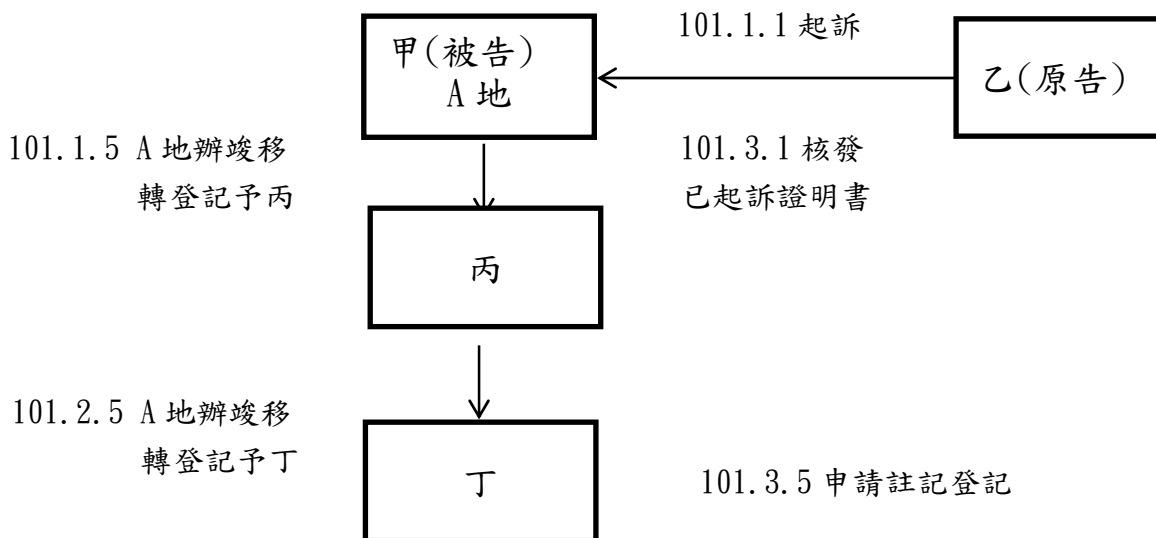 101.1.1 起訴
甲(被告)
A 地
乙(原告)
101.1.5 A 地辦竣移
轉登記予丙
101.3.1 核發
已起訴證明書
丙
101.2.5 A 地辦竣移
轉登記予丁
丁
101.3.5 申請註記登記